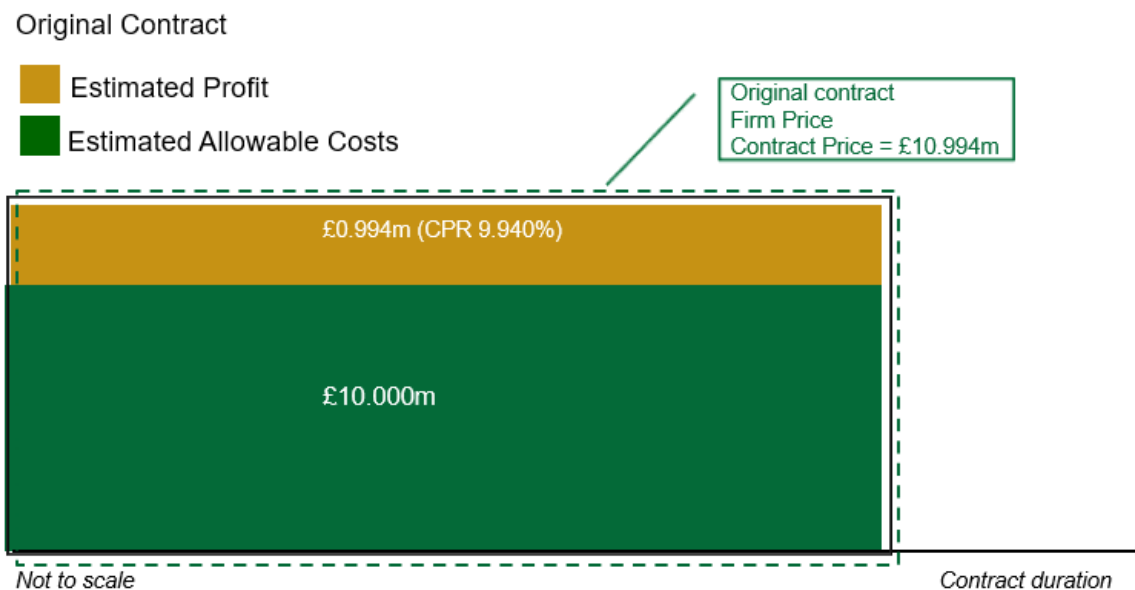 Original Contract
Estimated Profit
Estimated Allowable Costs
Original contract
Firm Price
Contract Price = £10.994m
£0.994m (CPR 9.940%)
£10.000m
Not to scale
Contract duration